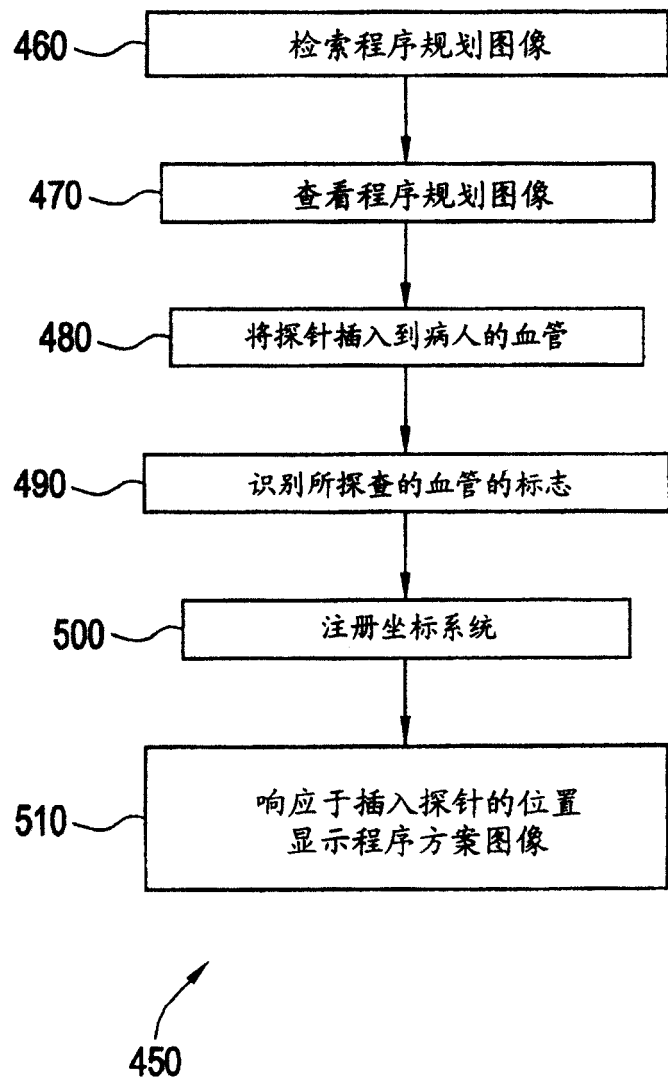 460
检索程序规划图像
470
查看程序规划图像
480
将探针插入到病人的血管
490
识别所探查的血管的标志
500
注册坐标系统
510
响应于插入探针的位置
显示程序方案图像
450